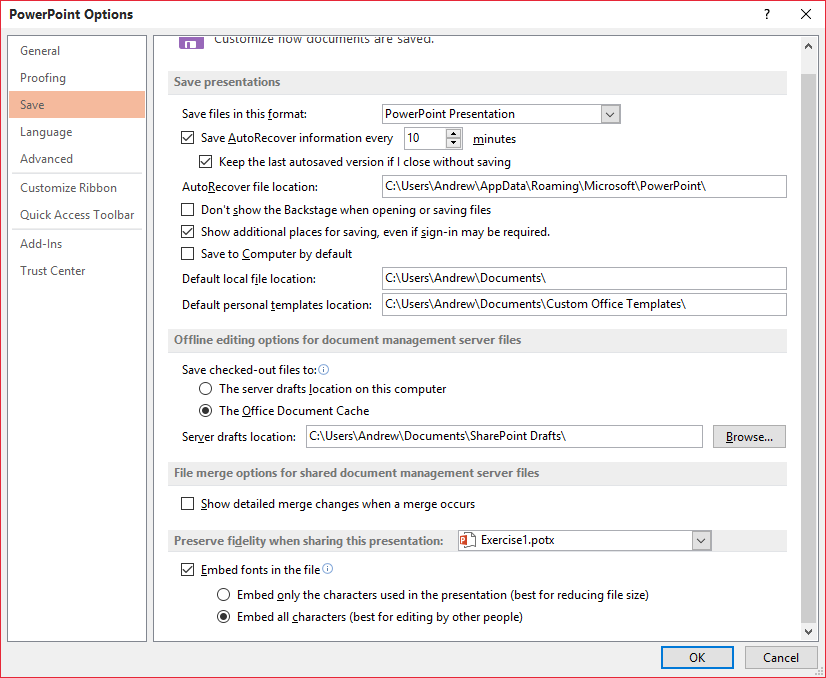 PowerPoint Options
?
General
Proofing
Save
Language
Advanced
Customize Ribbon
Quick Access Toolbar
Add-Ins
Trust Center
Customize how documents are saved.
Save presentations
Save files in this format: PowerPoint Presentation
Save AutoRecover information every 10 minutes
Keep the last autosaved version if I close without saving
AutoRecover file location: C:\Users\Andrew\AppData\Roaming\Microsoft\PowerPoint\
Don't show the Backstage when opening or saving files
Show additional places for saving, even if sign-in may be required.
Save to Computer by default
Default local file location: C:\Users\Andrew\Documents\
Default personal templates location: C:\Users\Andrew\Documents\Custom Office Templates\
Offline editing options for document management server files
Save checked-out files to:
The server drafts location on this computer
The Office Document Cache
Server drafts location: C:\Users\Andrew\Documents\SharePoint Drafts\ Browse...
File merge options for shared document management server files
Show detailed merge changes when a merge occurs
Preserve fidelity when sharing this presentation: Exercise1.potx
Embed fonts in the file
Embed only the characters used in the presentation (best for reducing file size)
Embed all characters (best for editing by other people)
OK Cancel